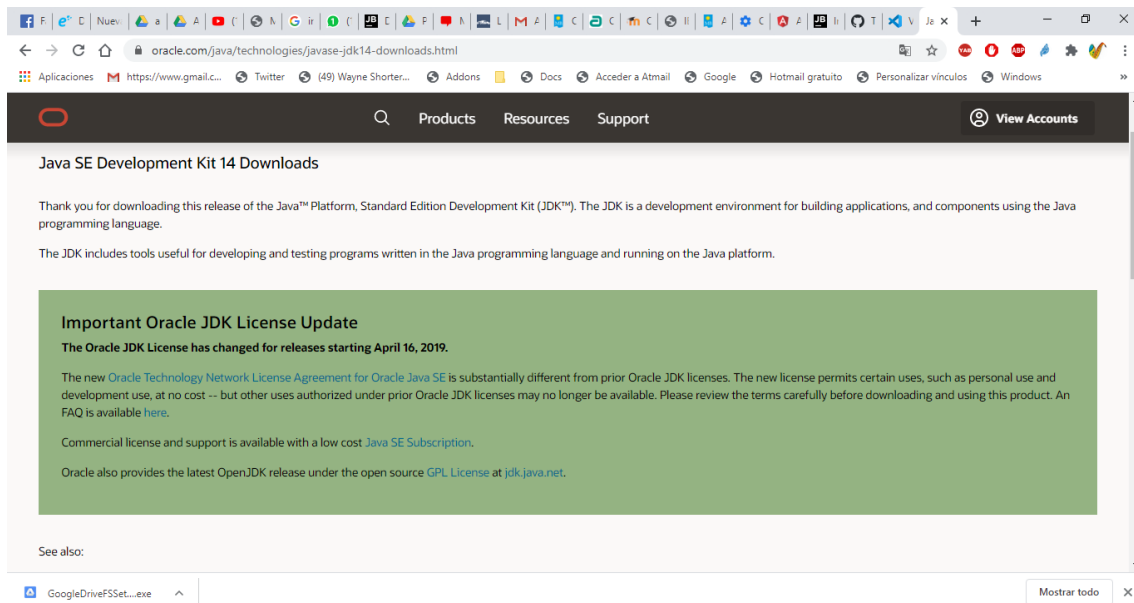 Nuev
oracle.com/java/technologies/javase-jdk14-downloads.html
Aplicaciones https://www.gmail.c... Twitter (49) Wayne Shorter... Addons Docs Acceder a Atmail Google Hotmail gratuito Personalizar vínculos Windows »
Products Resources Support View Accounts
Java SE Development Kit 14 Downloads
Thank you for downloading this release of the Java™ Platform, Standard Edition Development Kit (JDK™). The JDK is a development environment for building applications, and components using the Java
programming language.
The JDK includes tools useful for developing and testing programs written in the Java programming language and running on the Java platform.
Important Oracle JDK License Update
The Oracle JDK License has changed for releases starting April 16, 2019.
The new Oracle Technology Network License Agreement for Oracle Java SE is substantially different from prior Oracle JDK licenses. The new license permits certain uses, such as personal use and
development use, at no cost -- but other uses authorized under prior Oracle JDK licenses may no longer be available. Please review the terms carefully before downloading and using this product. An
FAQ is available here.
Commercial license and support is available with a low cost Java SE Subscription.
Oracle also provides the latest OpenJDK release under the open source GPL License at jdk.java.net.
See also:
GoogleDriveFSSet....exe Mostrar todo